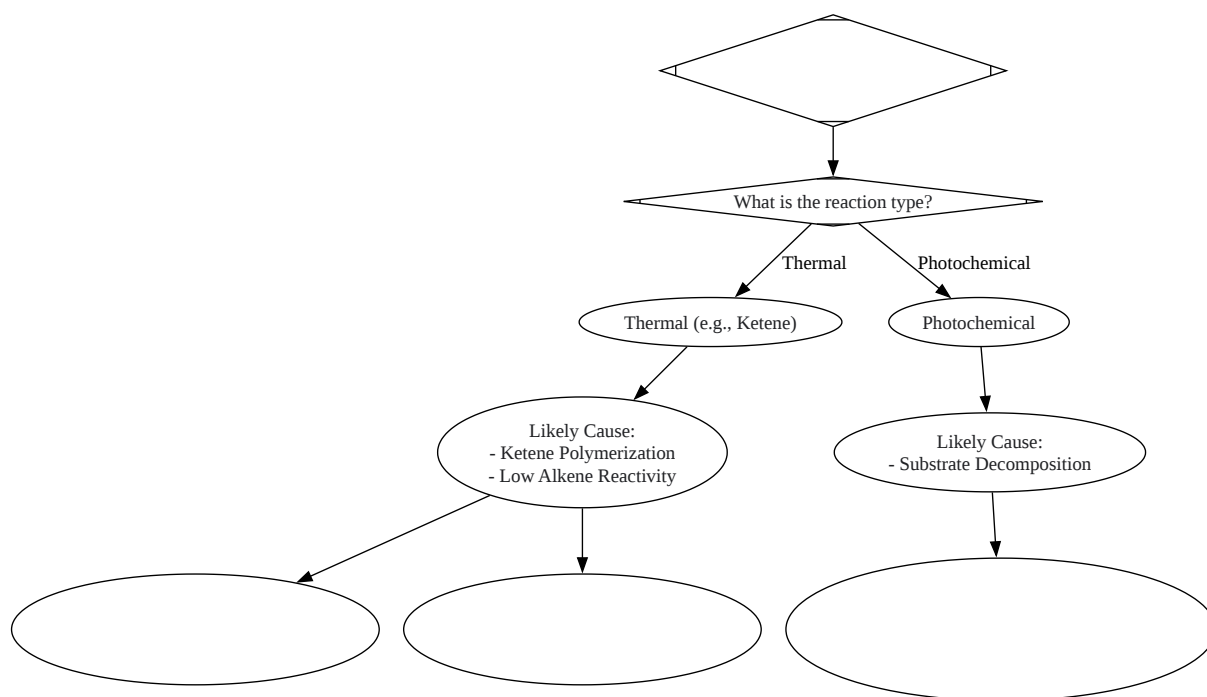 What is the reaction type?
Thermal
Photochemical
Thermal (e.g., Ketene)
Photochemical
Likely Cause:
- Ketene Polymerization
- Low Alkene Reactivity
Likely Cause:
- Substrate Decomposition